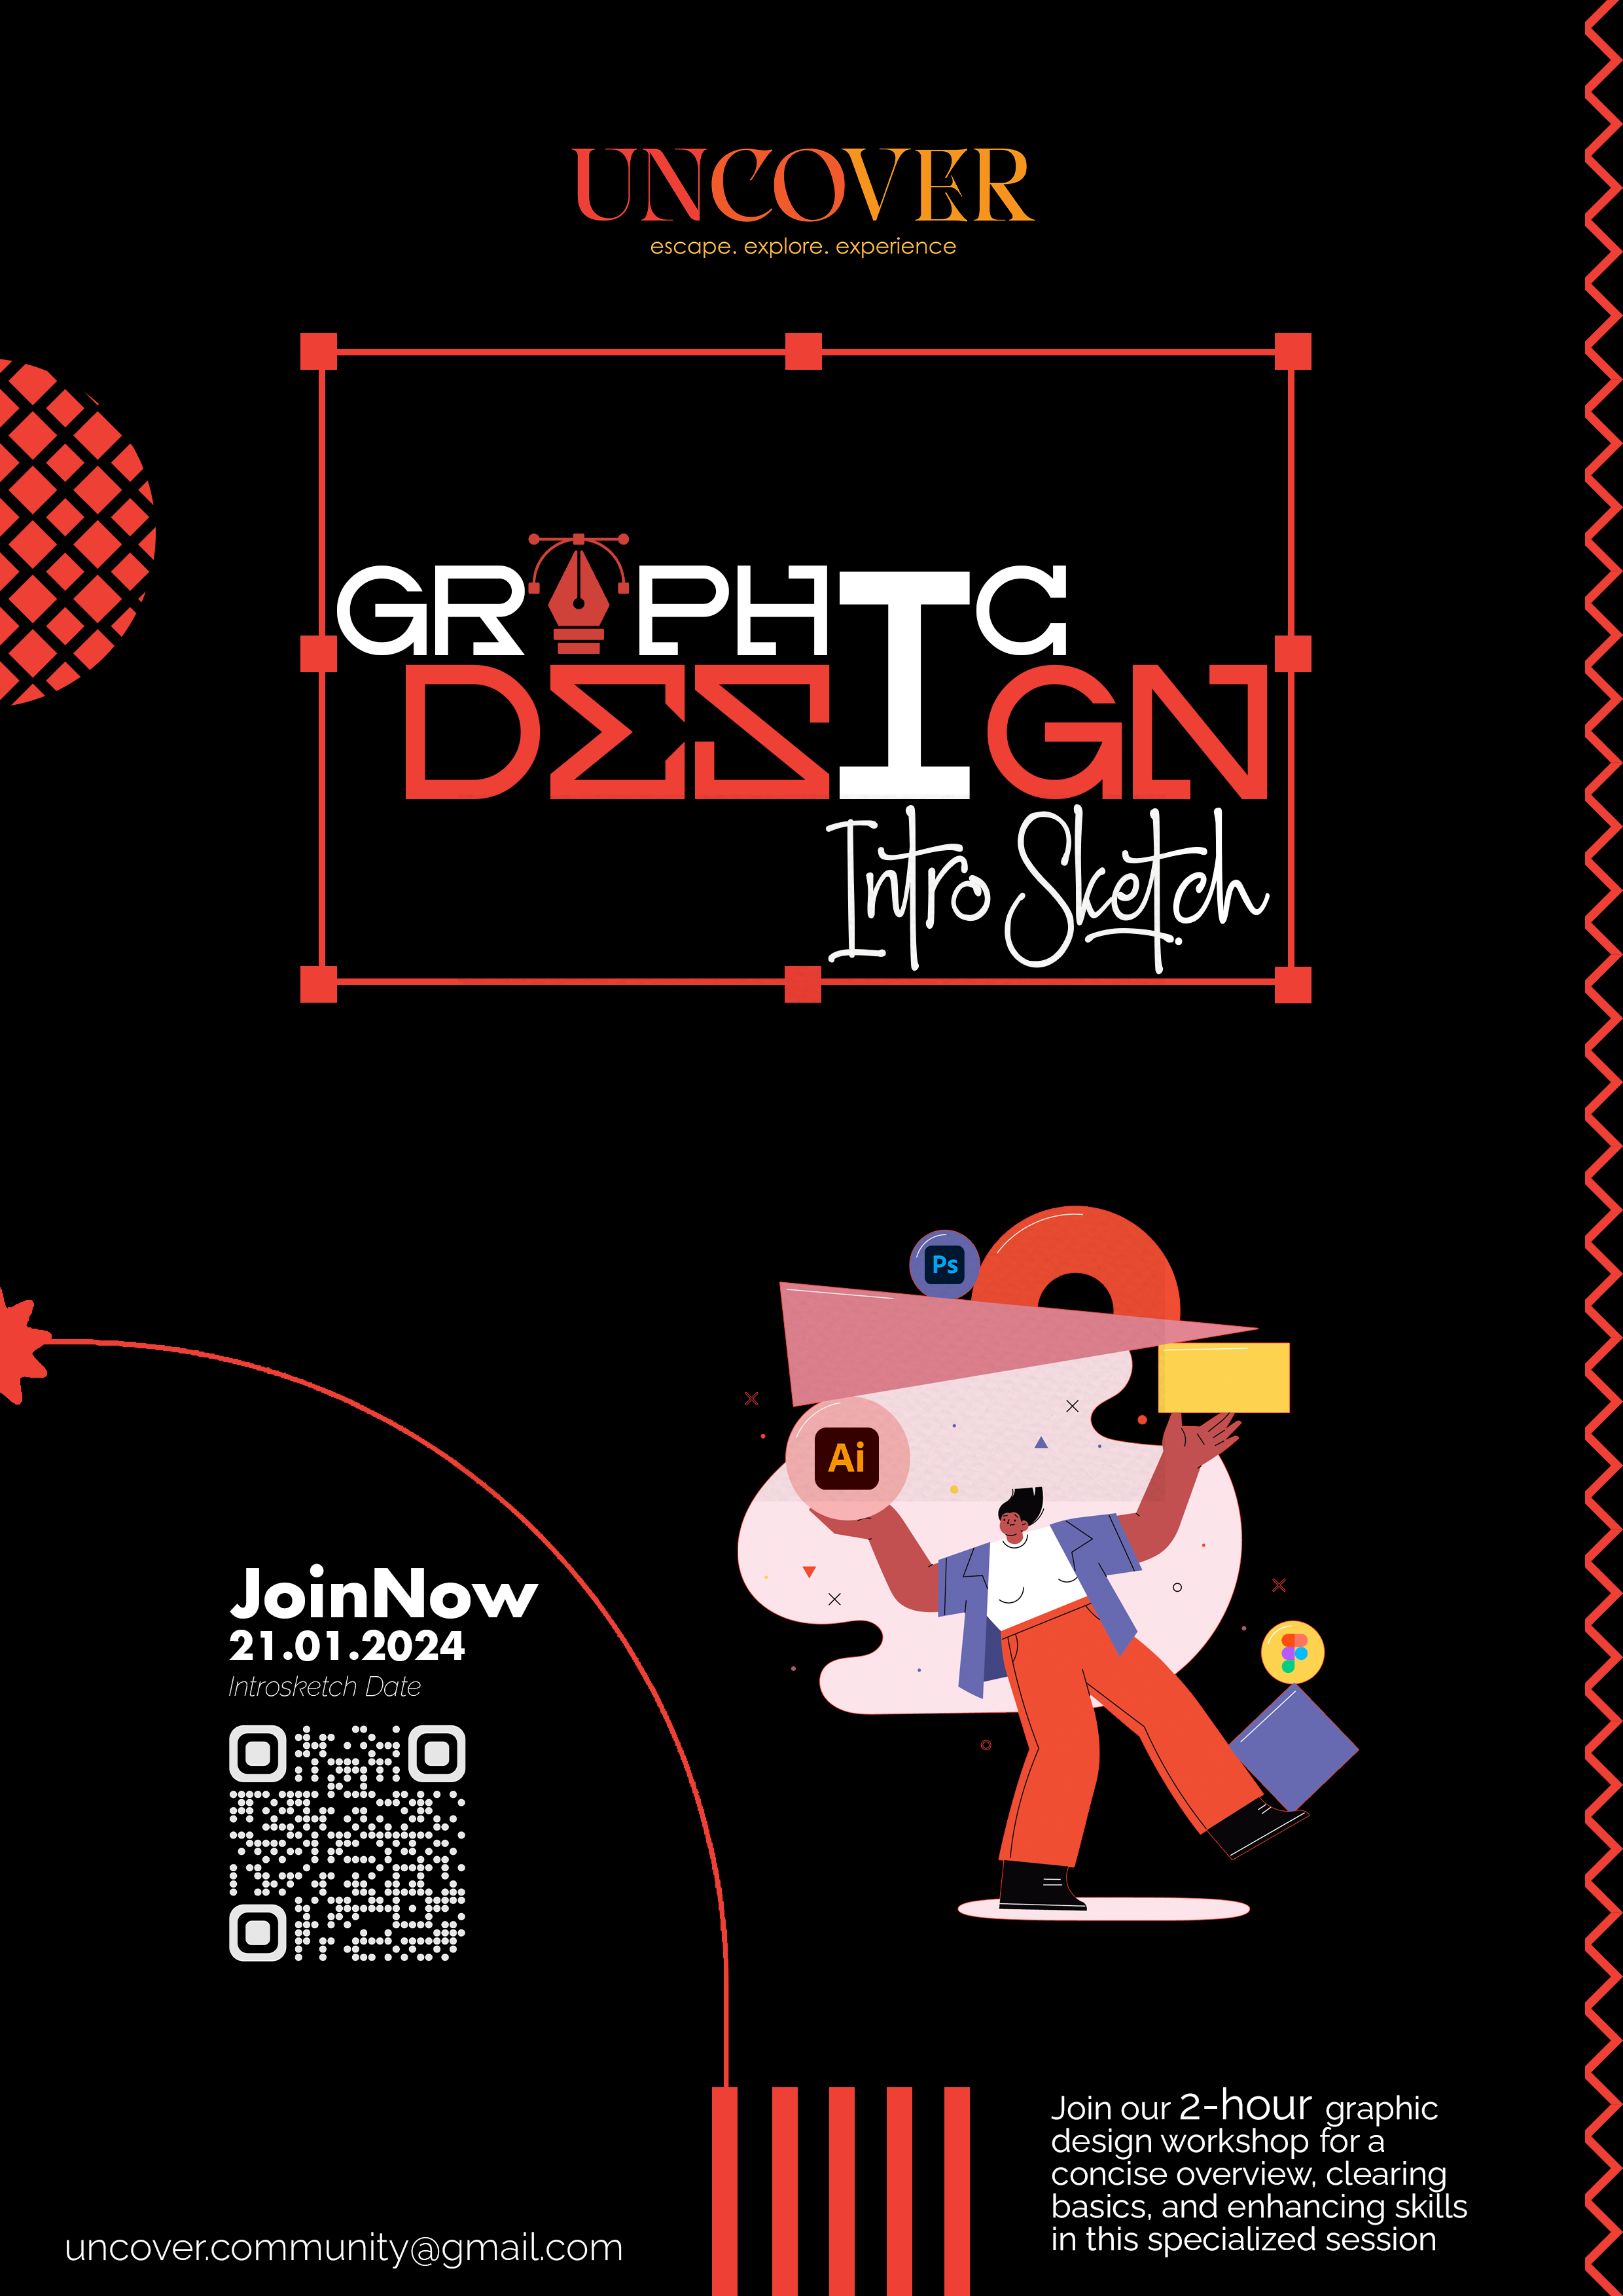 UNCOVER
escape. explore. experience
GRAPHIC
DESIGN
Intro Sketch
Ps
Ai
JoinNow
21.01.2024
Introsketch Date
Join our 2-hour graphic
design workshop for a
concise overview, clearing
basics, and enhancing skills
in this specialized session
uncover.community@gmail.com